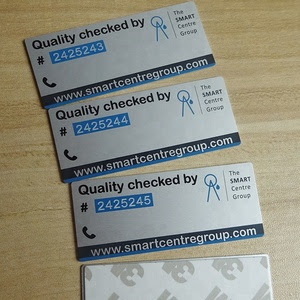 Quality checked by
# 2425243
The
SMART
Centre
Group
www.smartcentregroup.com
Quality checked by
# 2425244
The
SMART
Centre
Group
www.smartcentregroup.com
Quality checked by
# 2425245
The
SMART
Centre
Group
www.smartcentregroup.com